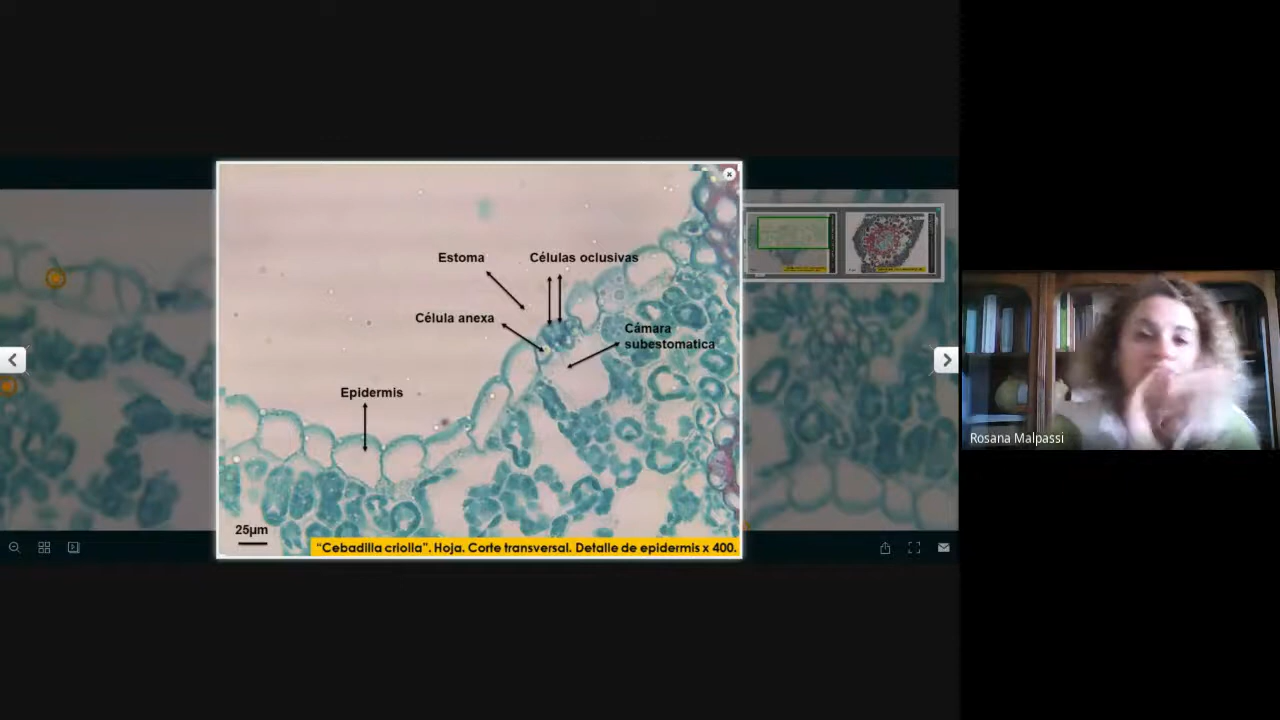 Estoma
Células oclusivas
Célula anexa
Cámara
subestomatica
Epidermis
25µm
“Cebadilla criolla”. Hoja. Corte transversal. Detalle de epidermis x 400.
Rosana Malpassi